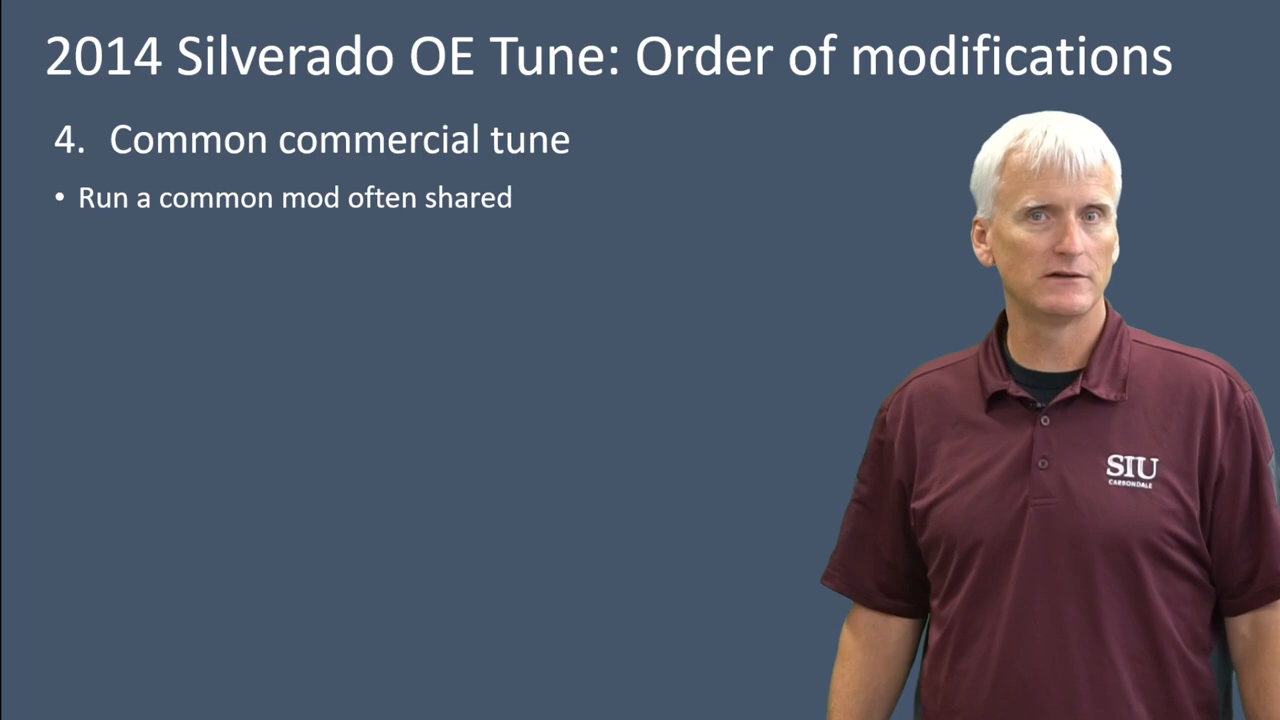 2014 Silverado OE Tune: Order of modifications
4. Common commercial tune
• Run a common mod often shared
SIU
CARBONDALE